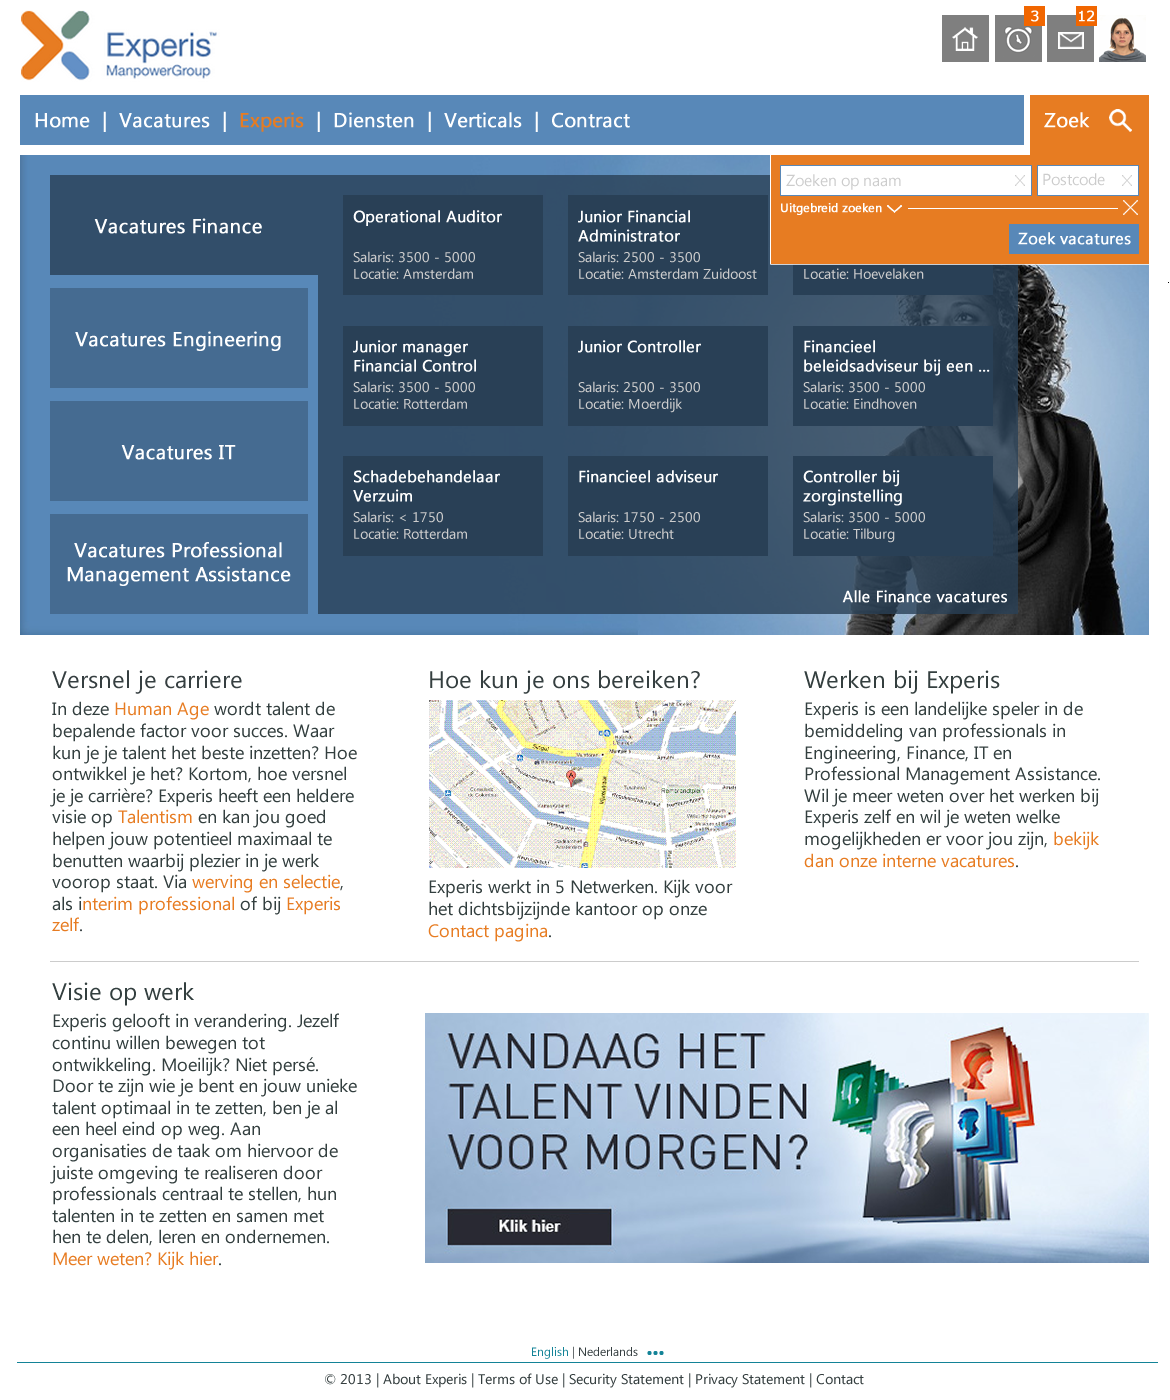 Experis™
ManpowerGroup
3
12
Home | Vacatures | Experis | Diensten | Verticals | Contract
Zoek
Zoeken op naam
Postcode
Uitgebreid zoeken
Zoek vacatures
Vacatures Finance
Vacatures Engineering
Vacatures IT
Vacatures Professional
Management Assistance
Operational Auditor
Salaris: 3500 - 5000
Locatie: Amsterdam
Junior Financial
Administrator
Salaris: 2500 - 3500
Locatie: Amsterdam Zuidoost
Locatie: Hoevelaken
Junior manager
Financial Control
Salaris: 3500 - 5000
Locatie: Rotterdam
Junior Controller
Salaris: 2500 - 3500
Locatie: Moerdijk
Financieel
beleidsadviseur bij een ...
Salaris: 3500 - 5000
Locatie: Eindhoven
Schadebehandelaar
Verzuim
Salaris: < 1750
Locatie: Rotterdam
Financieel adviseur
Salaris: 1750 - 2500
Locatie: Utrecht
Controller bij
zorginstelling
Salaris: 3500 - 5000
Locatie: Tilburg
Alle Finance vacatures
Versnel je carriere
In deze Human Age wordt talent de
bepalende factor voor succes. Waar
kun je je talent het beste inzetten? Hoe
ontwikkel je het? Kortom, hoe versnel
je je carrière? Experis heeft een heldere
visie op Talentism en kan jou goed
helpen jouw potentieel maximaal te
benutten waarbij plezier in je werk
voorop staat. Via werving en selectie,
als interim professional of bij Experis
zelf.
Hoe kun je ons bereiken?
Singel
Herengracht
Experis werkt in 5 Netwerken. Kijk voor
het dichtsbijzijnde kantoor op onze
Contact pagina.
Werken bij Experis
Experis is een landelijke speler in de
bemiddeling van professionals in
Engineering, Finance, IT en
Professional Management Assistance.
Wil je meer weten over het werken bij
Experis zelf en wil je weten welke
mogelijkheden er voor jou zijn, bekijk
dan onze interne vacatures.
Visie op werk
Experis gelooft in verandering. Jezelf
continu willen bewegen tot
ontwikkeling. Moeilijk? Niet persé.
Door te zijn wie je bent en jouw unieke
talent optimaal in te zetten, ben je al
een heel eind op weg. Aan
organisaties de taak om hiervoor de
juiste omgeving te realiseren door
professionals centraal te stellen, hun
talenten in te zetten en samen met
hen te delen, leren en ondernemen.
Meer weten? Kijk hier.
VANDAAG HET
TALENT VINDEN
VOOR MORGEN?
Klik hier
English | Nederlands
© 2013 | About Experis | Terms of Use | Security Statement | Privacy Statement | Contact